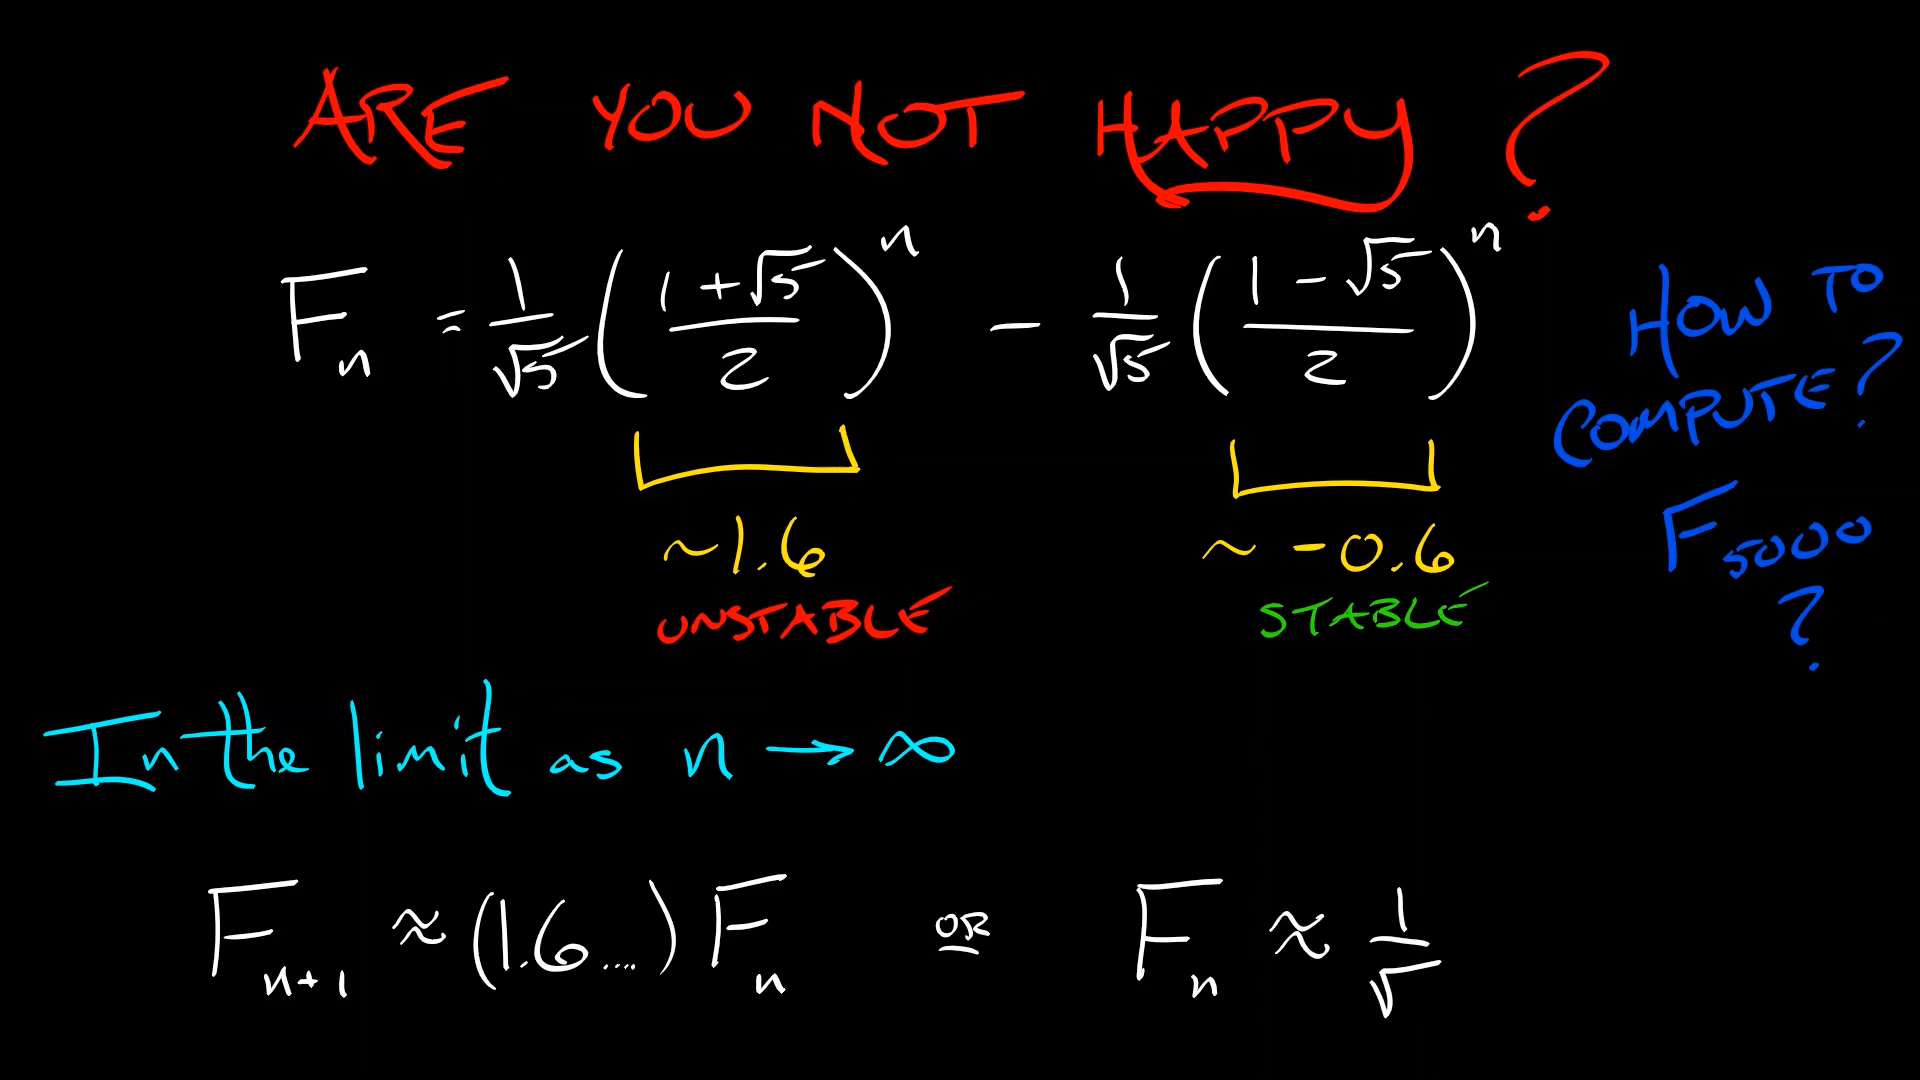 ARE YOU NOT HAPPY?
Fₙ = 1/√5 ((1+√5)/2)ⁿ − 1/√5 ((1−√5)/2)ⁿ
HOW TO
COMPUTE?
F₅₀₀₀
?
~1.6
~ -0.6
UNSTABLE
STABLE
In the limit as n → ∞
Fₙ₊₁ ≈ (1.6....) Fₙ OR Fₙ ≈ 1/√